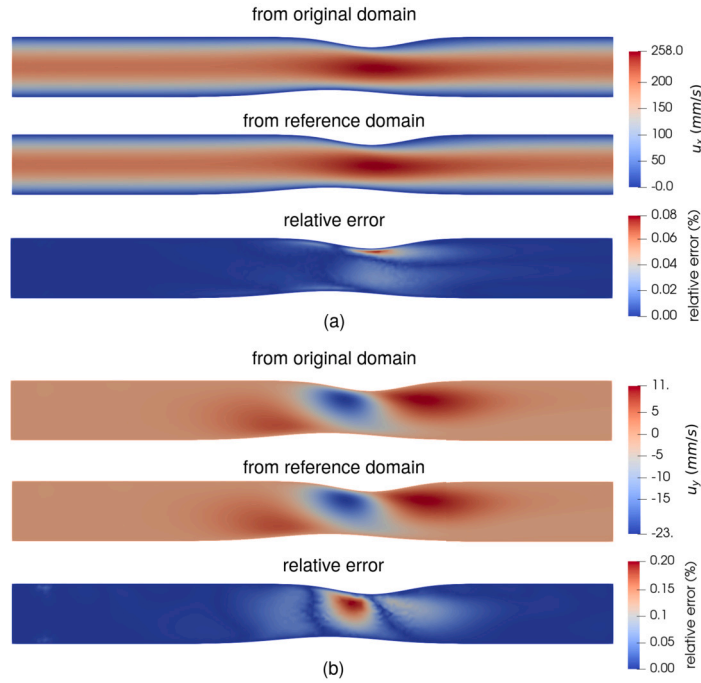 from original domain
from reference domain
258.0
200
150
100
50
-0.0
u_x (mm/s)
relative error
0.08
0.06
0.04
0.02
0.00
relative error (%)
(a)
from original domain
from reference domain
11.
5
0
-5
-10
-15
-23.
u_y (mm/s)
relative error
0.20
0.15
0.10
0.05
0.00
relative error (%)
(b)